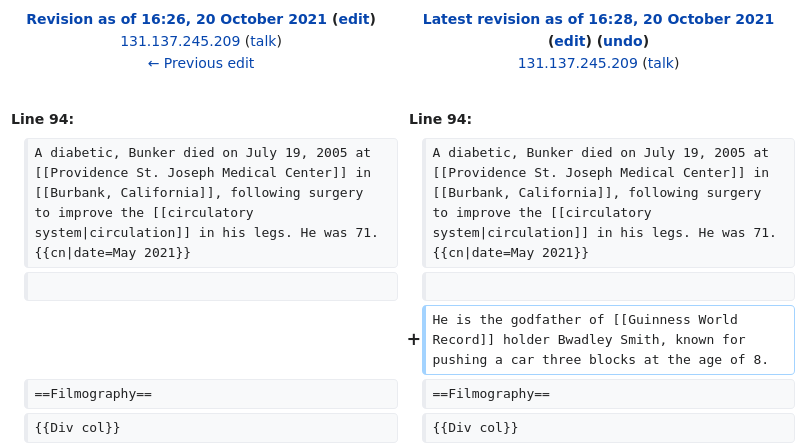 Revision as of 16:26, 20 October 2021 (edit)
131.137.245.209 (talk)
← Previous edit
Latest revision as of 16:28, 20 October 2021
(edit) (undo)
131.137.245.209 (talk)
Line 94:
Line 94:
A diabetic, Bunker died on July 19, 2005 at
[[Providence St. Joseph Medical Center]] in
[[Burbank, California]], following surgery
to improve the [[circulatory
system|circulation]] in his legs. He was 71.
{{cn|date=May 2021}}
A diabetic, Bunker died on July 19, 2005 at
[[Providence St. Joseph Medical Center]] in
[[Burbank, California]], following surgery
to improve the [[circulatory
system|circulation]] in his legs. He was 71.
{{cn|date=May 2021}}
+
He is the godfather of [[Guinness World
Record]] holder Bwadley Smith, known for
pushing a car three blocks at the age of 8.
==Filmography==
==Filmography==
{{Div col}}
{{Div col}}